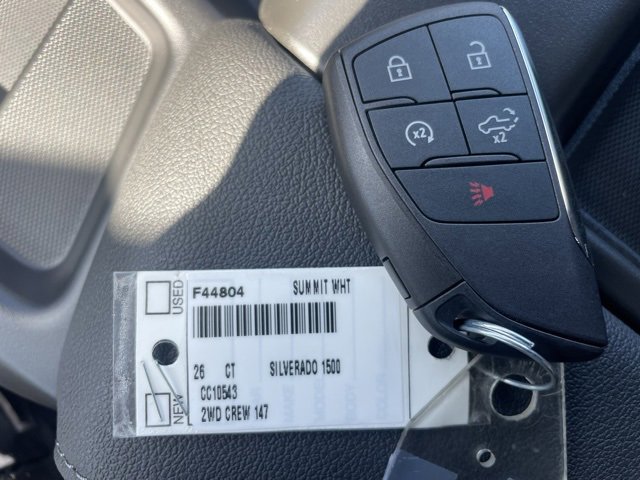 x2
x2
USED
F44804 SUMMIT WHT
26 CT SILVERADO 1500
CC10543
NEW
2WD CREW 147